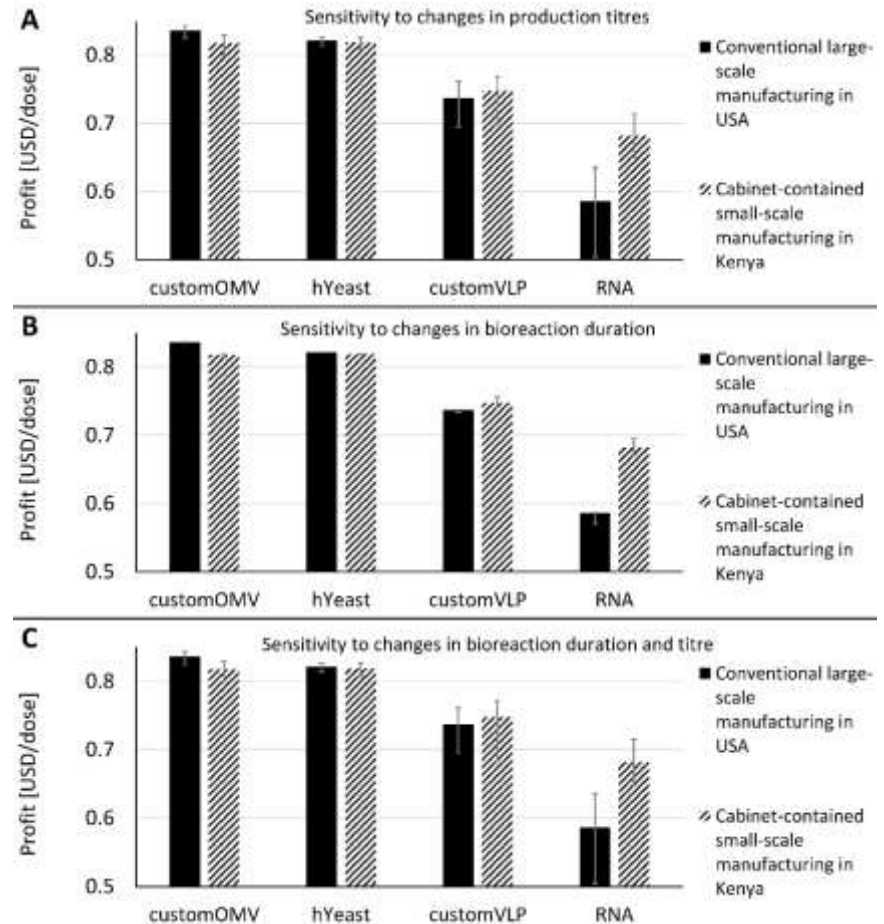 A
Sensitivity to changes in production titres
Profit [USD/dose]
0.8
0.7
0.6
0.5
customOMV
hYeast
customVLP
RNA
Conventional large-
scale
manufacturing in
USA
Cabinet-contained
small-scale
manufacturing in
Kenya
B
Sensitivity to changes in bioreaction duration
Profit [USD/dose]
0.8
0.7
0.6
0.5
customOMV
hYeast
customVLP
RNA
Conventional large-
scale
manufacturing in
USA
Cabinet-contained
small-scale
manufacturing in
Kenya
C
Sensitivity to changes in bioreaction duration and titre
Profit [USD/dose]
0.8
0.7
0.6
0.5
customOMV
hYeast
customVLP
RNA
Conventional large-
scale
manufacturing in
USA
Cabinet-contained
small-scale
manufacturing in
Kenya